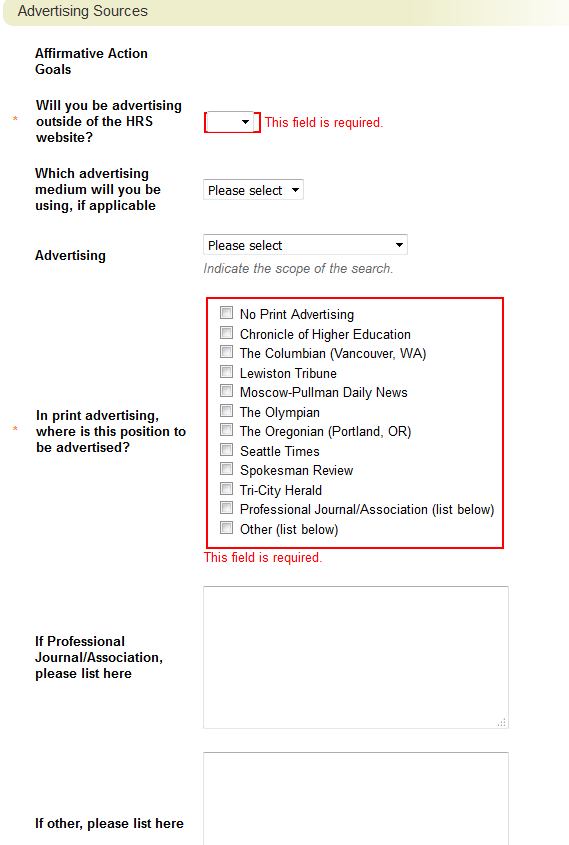 Advertising Sources
Affirmative Action
Goals
* Will you be advertising
outside of the HRS
website?
This field is required.
Which advertising
medium will you be
using, if applicable
Please select
Advertising
Please select
Indicate the scope of the search.
* In print advertising,
where is this position to
be advertised?
No Print Advertising
Chronicle of Higher Education
The Columbian (Vancouver, WA)
Lewiston Tribune
Moscow-Pullman Daily News
The Olympian
The Oregonian (Portland, OR)
Seattle Times
Spokesman Review
Tri-City Herald
Professional Journal/Association (list below)
Other (list below)
This field is required.
If Professional
Journal/Association,
please list here
If other, please list here